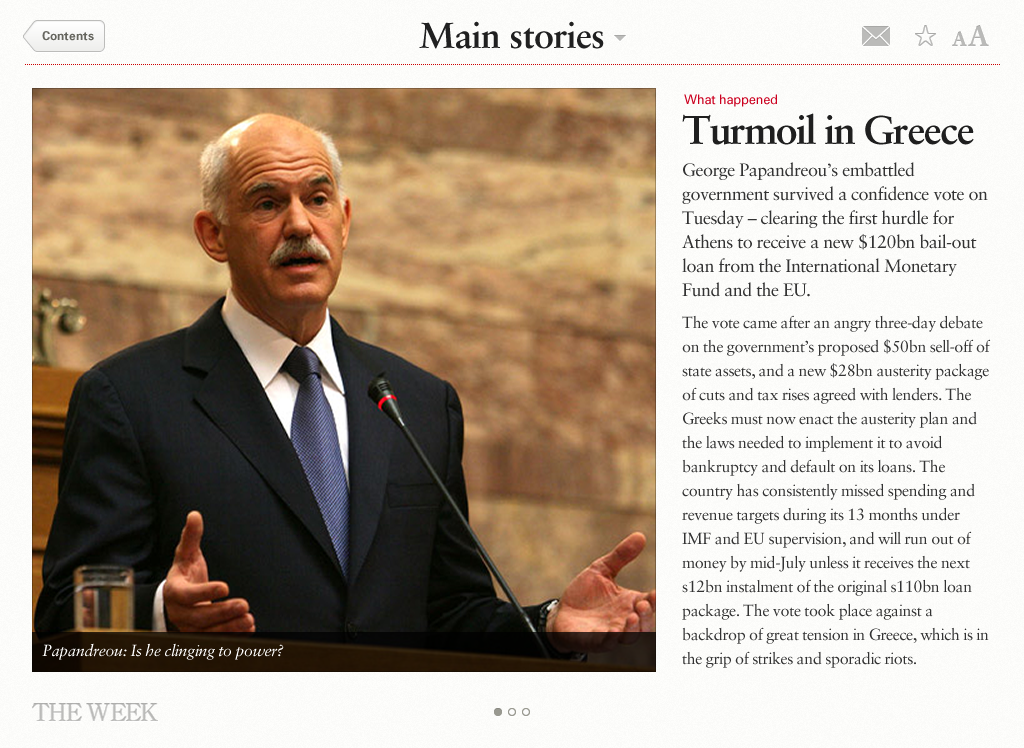 Contents
Main stories
AA
What happened
Turmoil in Greece
George Papandreou’s embattled
government survived a confidence vote on
Tuesday – clearing the first hurdle for
Athens to receive a new $120bn bail-out
loan from the International Monetary
Fund and the EU.
The vote came after an angry three-day debate
on the government’s proposed $50bn sell-off of
state assets, and a new $28bn austerity package
of cuts and tax rises agreed with lenders. The
Greeks must now enact the austerity plan and
the laws needed to implement it to avoid
bankruptcy and default on its loans. The
country has consistently missed spending and
revenue targets during its 13 months under
IMF and EU supervision, and will run out of
money by mid-July unless it receives the next
s12bn instalment of the original s110bn loan
package. The vote took place against a
backdrop of great tension in Greece, which is in
the grip of strikes and sporadic riots.
Papandreou: Is he clinging to power?
THE WEEK